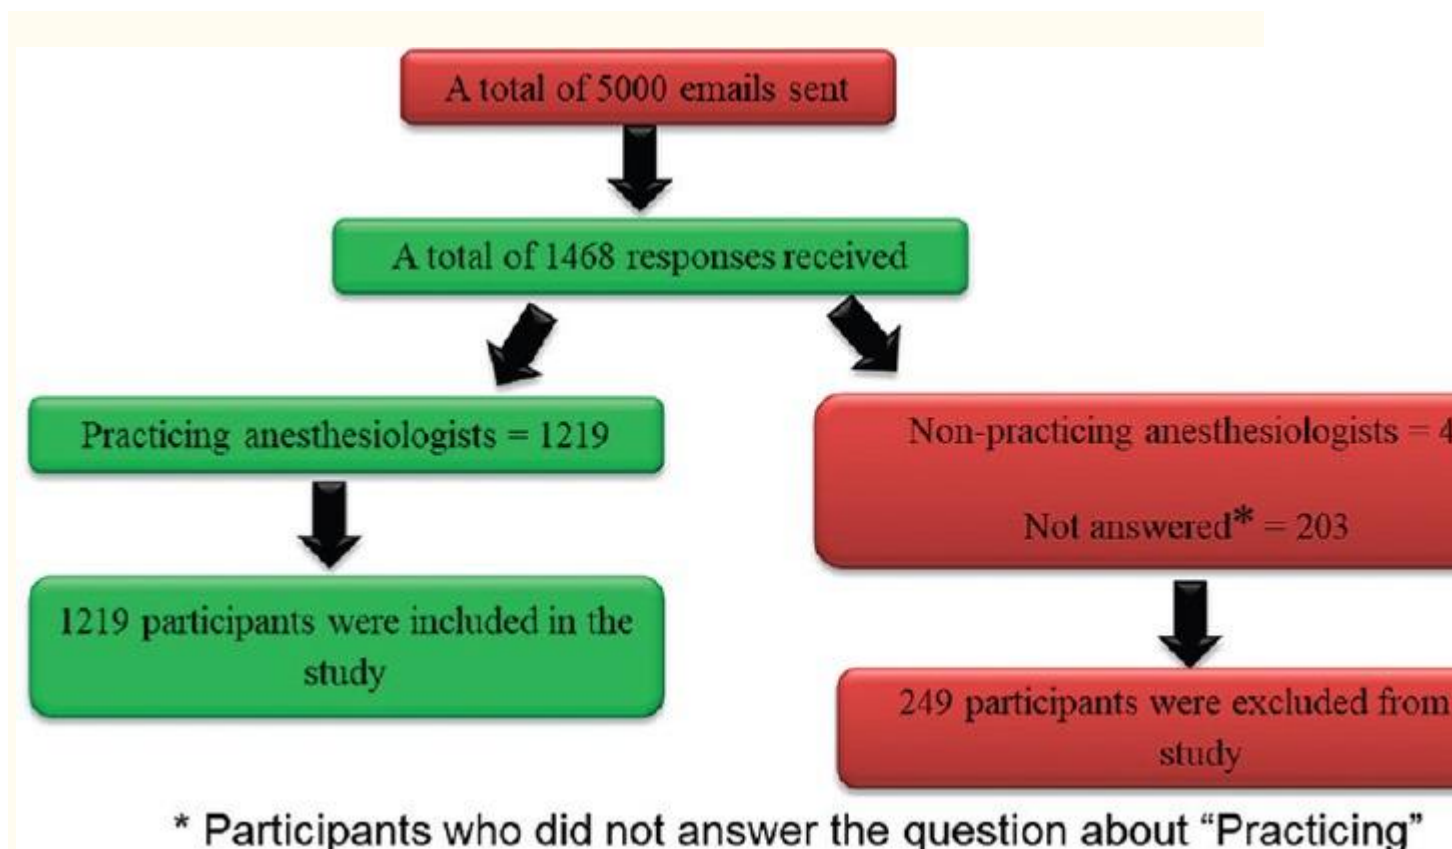 A total of 5000 emails sent
A total of 1468 responses received
Practicing anesthesiologists = 1219
Non-practicing anesthesiologists = 4
Not answered* = 203
1219 participants were included in the
study
249 participants were excluded from
study
* Participants who did not answer the question about “Practicing”